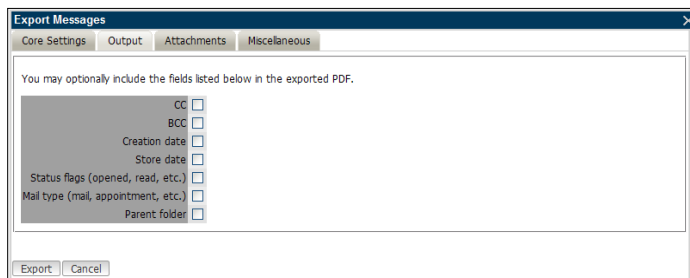 Export Messages
Core Settings Output Attachments Miscellaneous
You may optionally include the fields listed below in the exported PDF.
CC
BCC
Creation date
Store date
Status flags (opened, read, etc.)
Mail type (mail, appointment, etc.)
Parent folder
Export Cancel